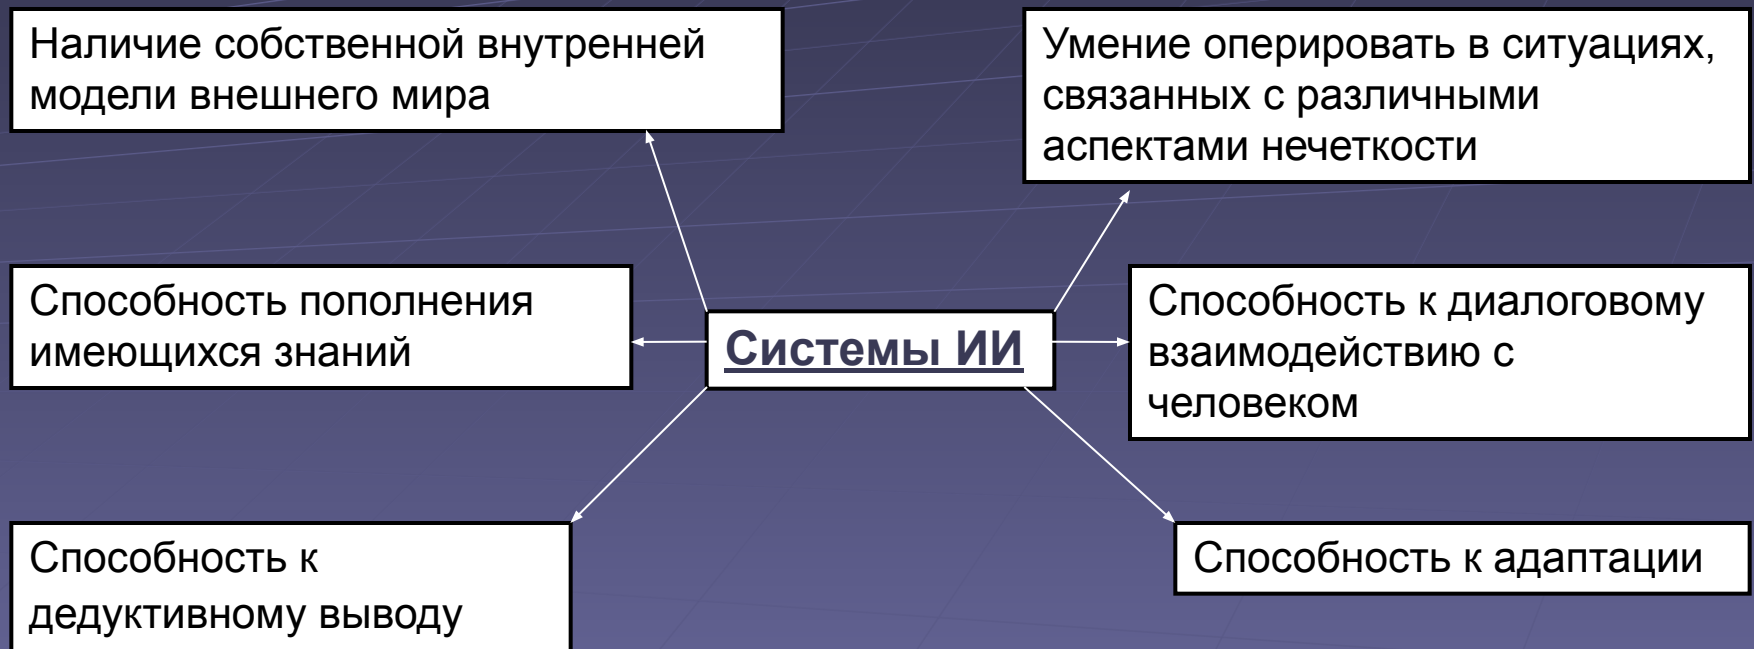 Наличие собственной внутренней
модели внешнего мира
Умение оперировать в ситуациях,
связанных с различными
аспектами нечеткости
Способность пополнения
имеющихся знаний
Системы ИИ
Способность к диалоговому
взаимодействию с
человеком
Способность к
дедуктивному выводу
Способность к адаптации